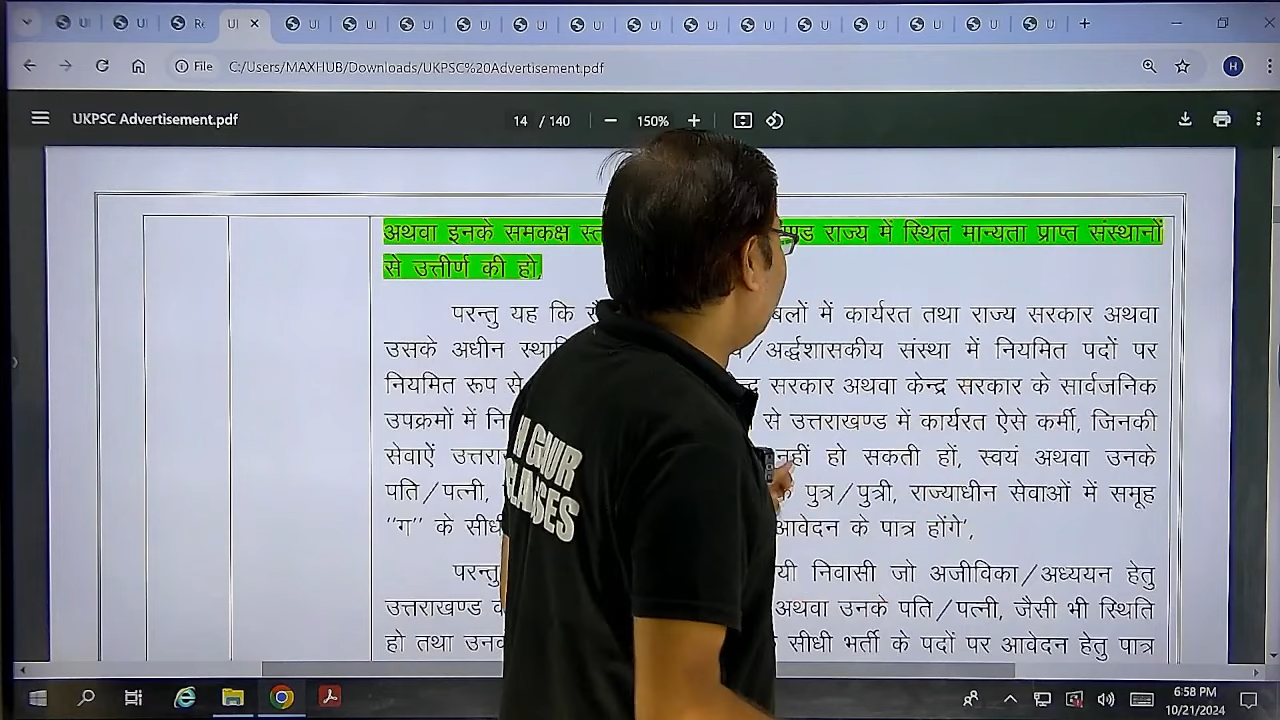 File C:/Users/MAXHUB/Downloads/UKPSC%20Advertisement.pdf
UKPSC Advertisement.pdf 14 / 140 150%
अथवा इनके समकक्ष राज्य में स्थित मान्यता प्राप्त संस्थानों
से उत्तीर्ण की हो,
परन्तु यह कि बलों में कार्यरत तथा राज्य सरकार अथवा
उसके अधीन /अर्द्धशासकीय संस्था में नियमित पदों पर
नियमित रूप से सरकार अथवा केन्द्र सरकार के सार्वजनिक
उपक्रमों में से उत्तराखण्ड में कार्यरत ऐसे कर्मी, जिनकी
सेवाऐं नहीं हो सकती हों, स्वयं अथवा उनके
पति/पत्नी, पुत्र/पुत्री, राज्याधीन सेवाओं में समूह
"ग" के आवेदन के पात्र होंगे',
परन्तु निवासी जो अजीविका/अध्ययन हेतु
उत्तराखण्ड अथवा उनके पति/पत्नी, जैसी भी स्थिति
हो तथा सीधी भर्ती के पदों पर आवेदन हेतु पात्र
GAUR
CLASSES
6:58 PM
10/21/2024